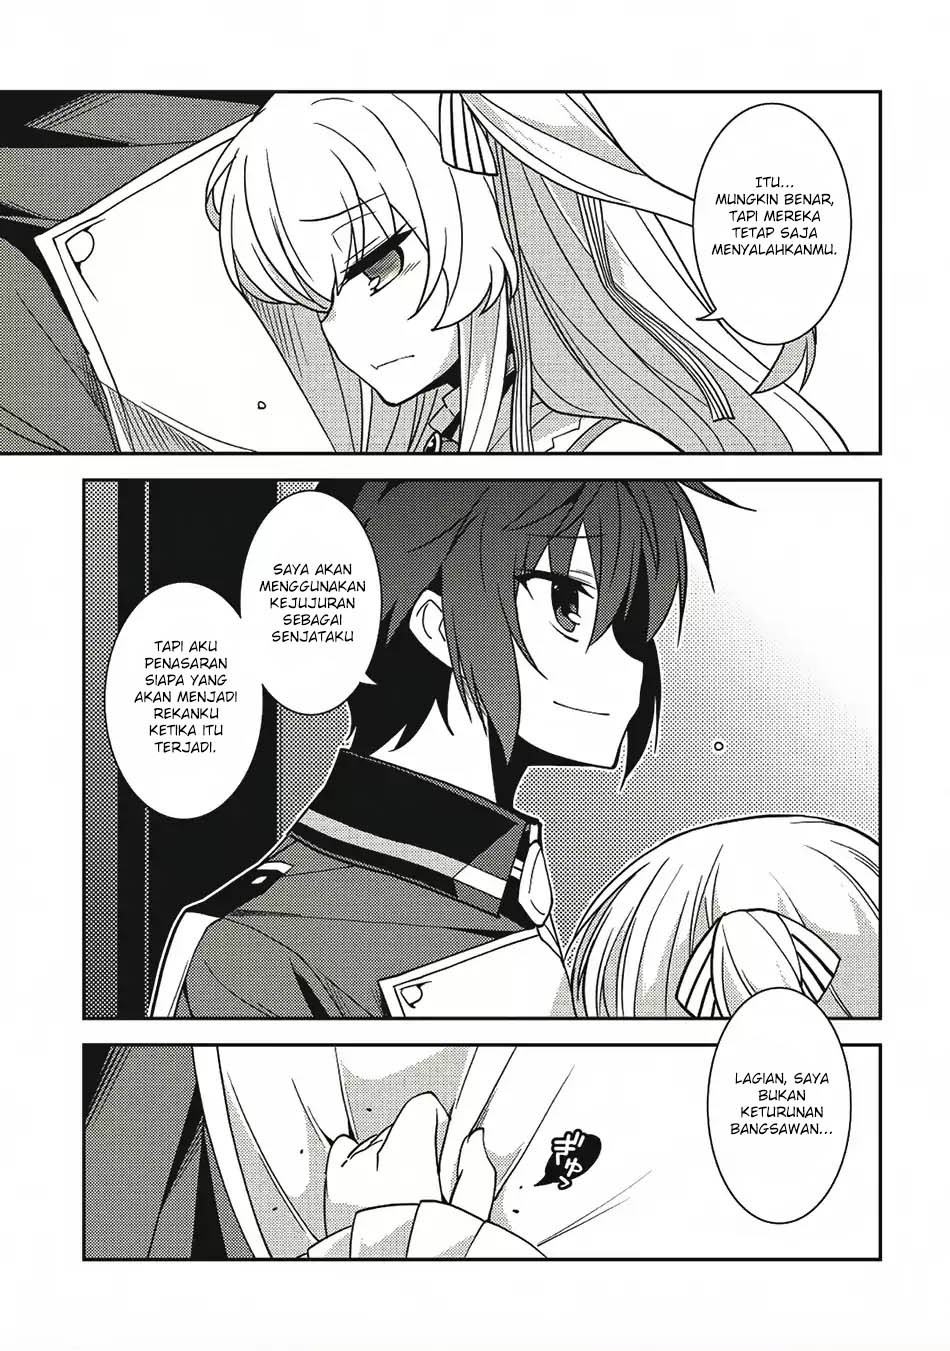 ITU...
MUNGKIN BENAR,
TAPI MEREKA
TETAP SAJA
MENYALAHKANMU.
SAYA AKAN
MENGGUNAKAN
KEJUJURAN
SEBAGAI
SENJATAKU
TAPI AKU
PENASARAN
SIAPA YANG
AKAN MENJADI
REKANKU
KETIKA ITU
TERJADI.
LAGIAN, SAYA
BUKAN
KETURUNAN
BANGSAWAN...
ぎゅっ